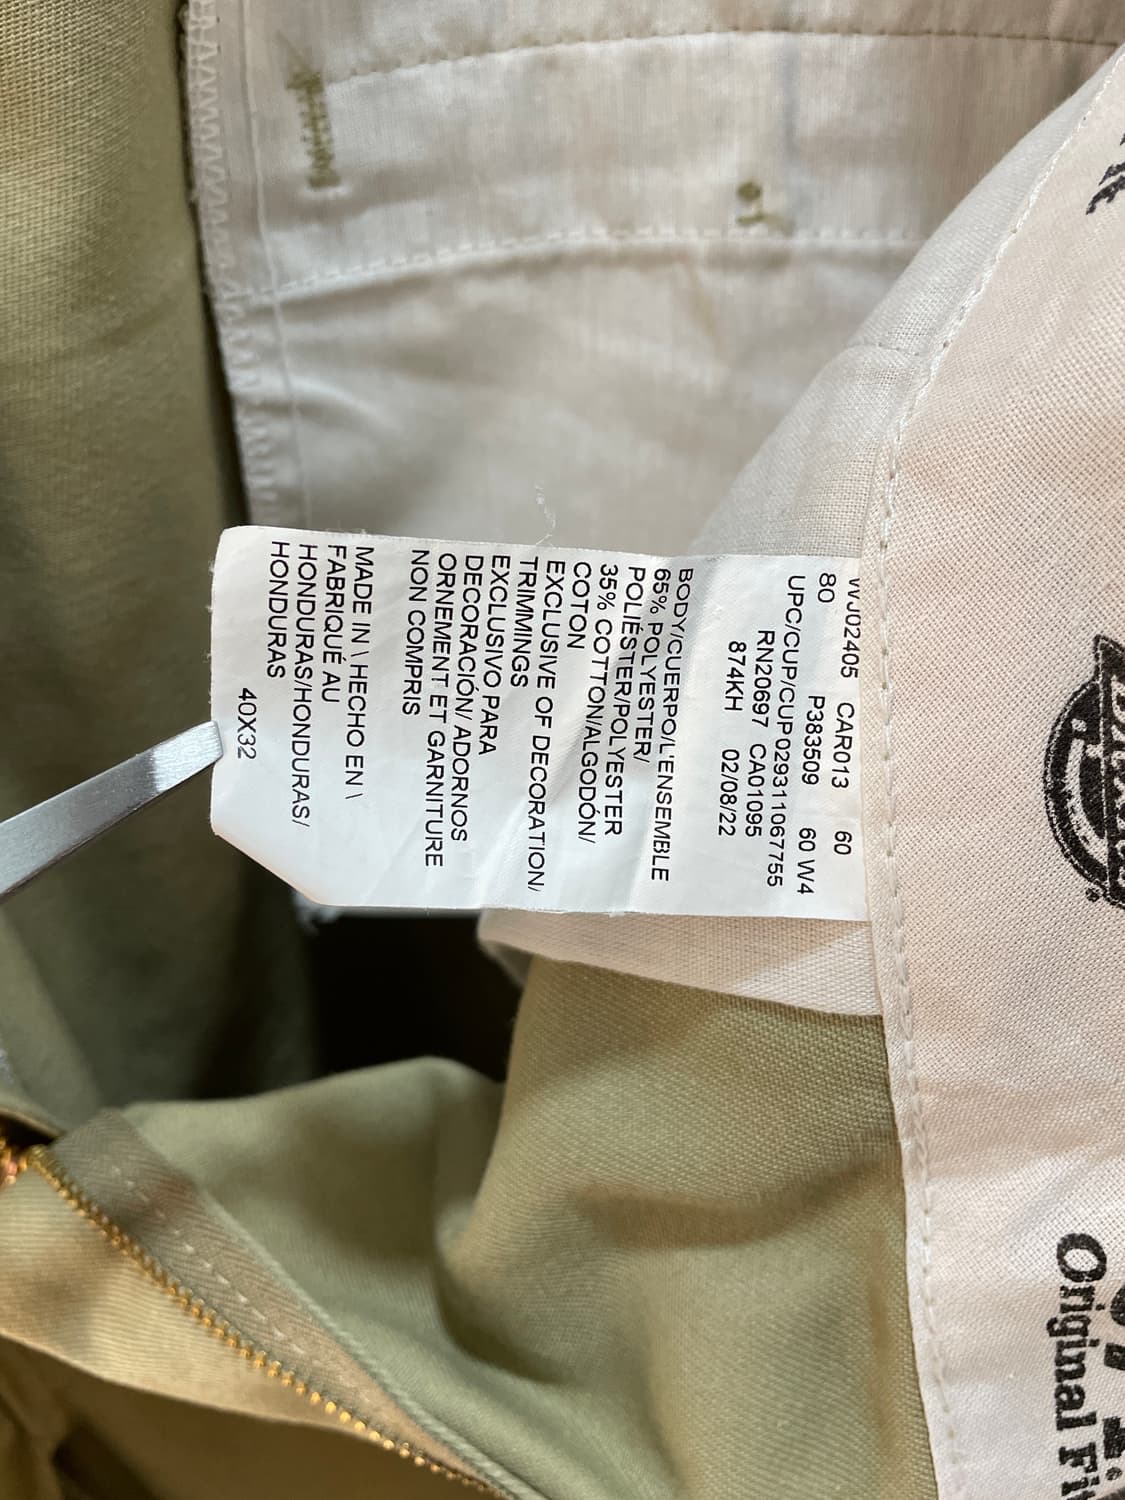 WJ02405 CAR013 60
80 P383509 60 W4
UPC/CUP/CUP029311067755
RN20697 CA01095
874KH 02/08/22
BODY/CUERPO/L'ENSEMBLE
65% POLYESTER/
POLIÉSTER/POLYESTER
35% COTTON/ALGODÓN/
COTON
EXCLUSIVE OF DECORATION/
TRIMMINGS
EXCLUSIVO PARA
DECORACIÓN/ ADORNOS
ORNEMENT ET GARNITURE
NON COMPRIS
MADE IN \ HECHO EN \
FABRIQUÉ AU
HONDURAS/HONDURAS/
HONDURAS
40X32
Original Fit